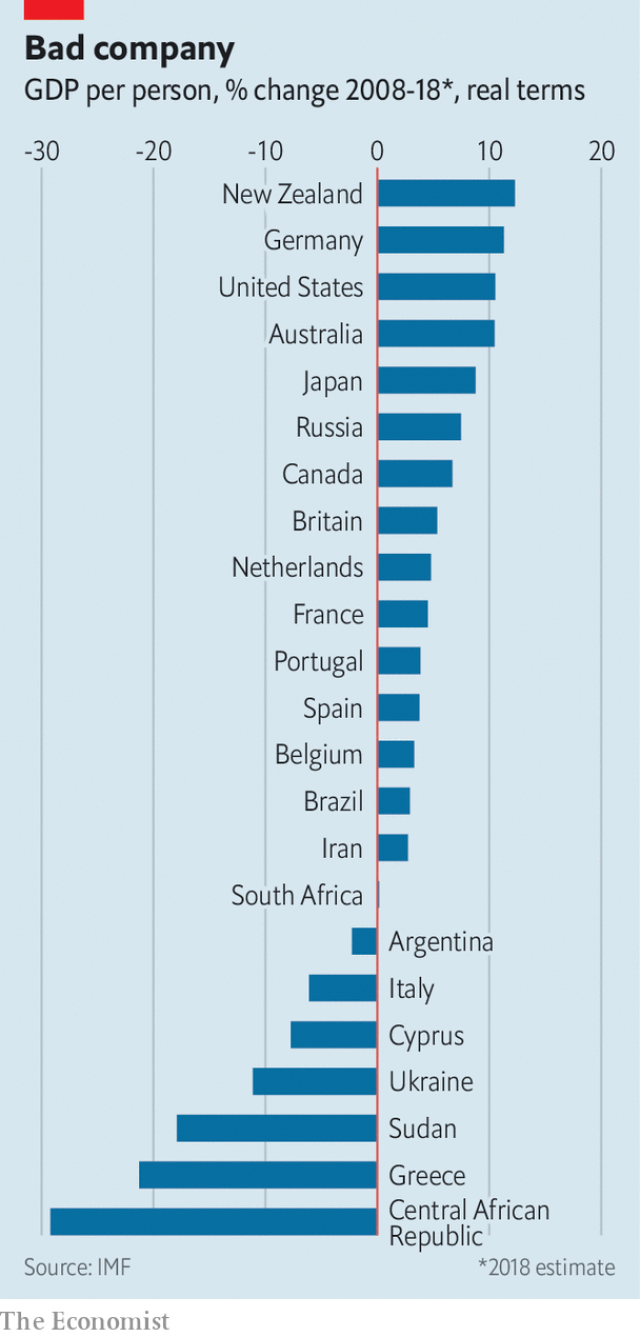 Bad company
GDP per person, % change 2008-18*, real terms
-30 -20 -10 0 10 20
New Zealand
Germany
United States
Australia
Japan
Russia
Canada
Britain
Netherlands
France
Portugal
Spain
Belgium
Brazil
Iran
South Africa
Argentina
Italy
Cyprus
Ukraine
Sudan
Greece
Central African
Republic
Source: IMF *2018 estimate
The Economist